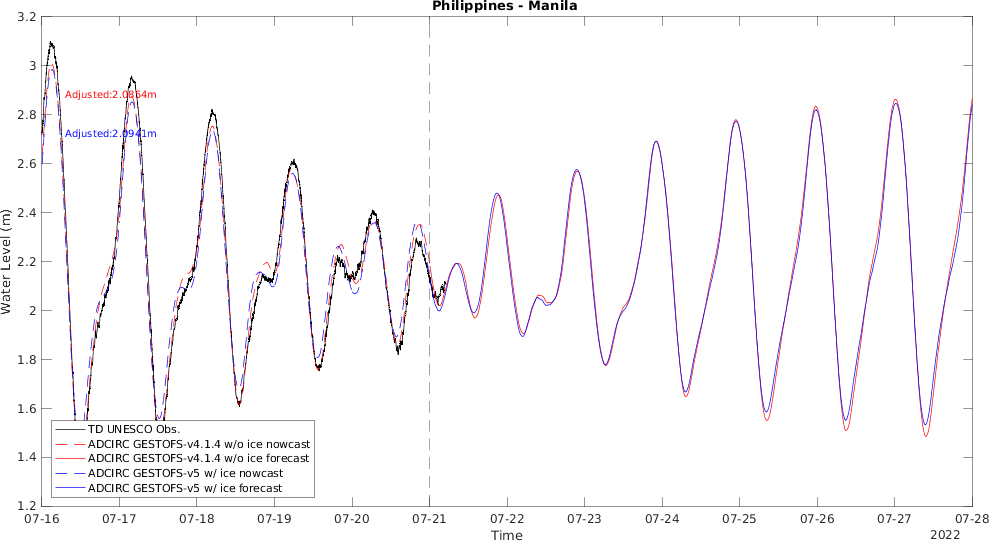 Philippines - Manila
3.2
3
2.8
2.6
2.4
2.2
2
1.8
1.6
1.4
1.2
Water Level (m)
Adjusted:2.0864m
Adjusted:2.0941m
TD UNESCO Obs.
ADCIRC GESTOFS-v4.1.4 w/o ice nowcast
ADCIRC GESTOFS-v4.1.4 w/o ice forecast
ADCIRC GESTOFS-v5 w/ ice nowcast
ADCIRC GESTOFS-v5 w/ ice forecast
07-16 07-17 07-18 07-19 07-20 07-21 07-22 07-23 07-24 07-25 07-26 07-27 07-28
Time
2022